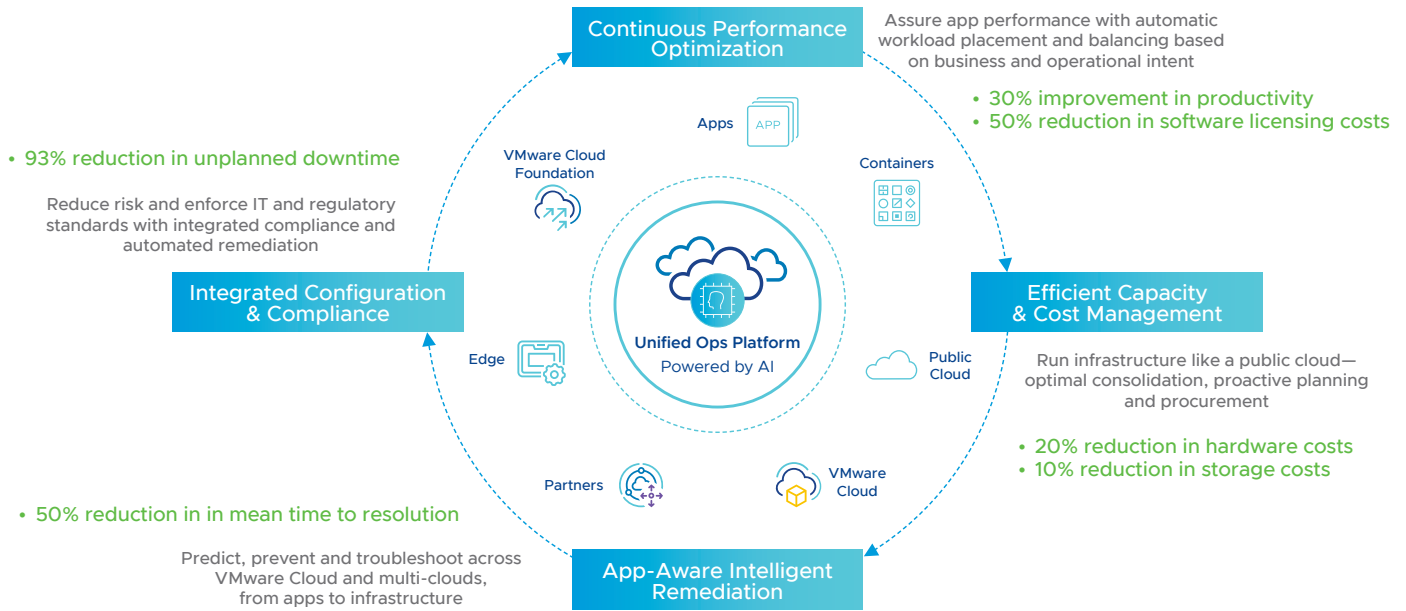 Continuous Performance
Optimization
Assure app performance with automatic
workload placement and balancing based
on business and operational intent
• 30% improvement in productivity
• 50% reduction in software licensing costs
Apps
APP
Containers
VMware Cloud
Foundation
• 93% reduction in unplanned downtime
Reduce risk and enforce IT and regulatory
standards with integrated compliance and
automated remediation
Integrated Configuration
& Compliance
Unified Ops Platform
Powered by AI
Efficient Capacity
& Cost Management
Run infrastructure like a public cloud—
optimal consolidation, proactive planning
and procurement
• 20% reduction in hardware costs
• 10% reduction in storage costs
Edge
Public
Cloud
Partners
VMware
Cloud
• 50% reduction in in mean time to resolution
Predict, prevent and troubleshoot across
VMware Cloud and multi-clouds,
from apps to infrastructure
App-Aware Intelligent
Remediation